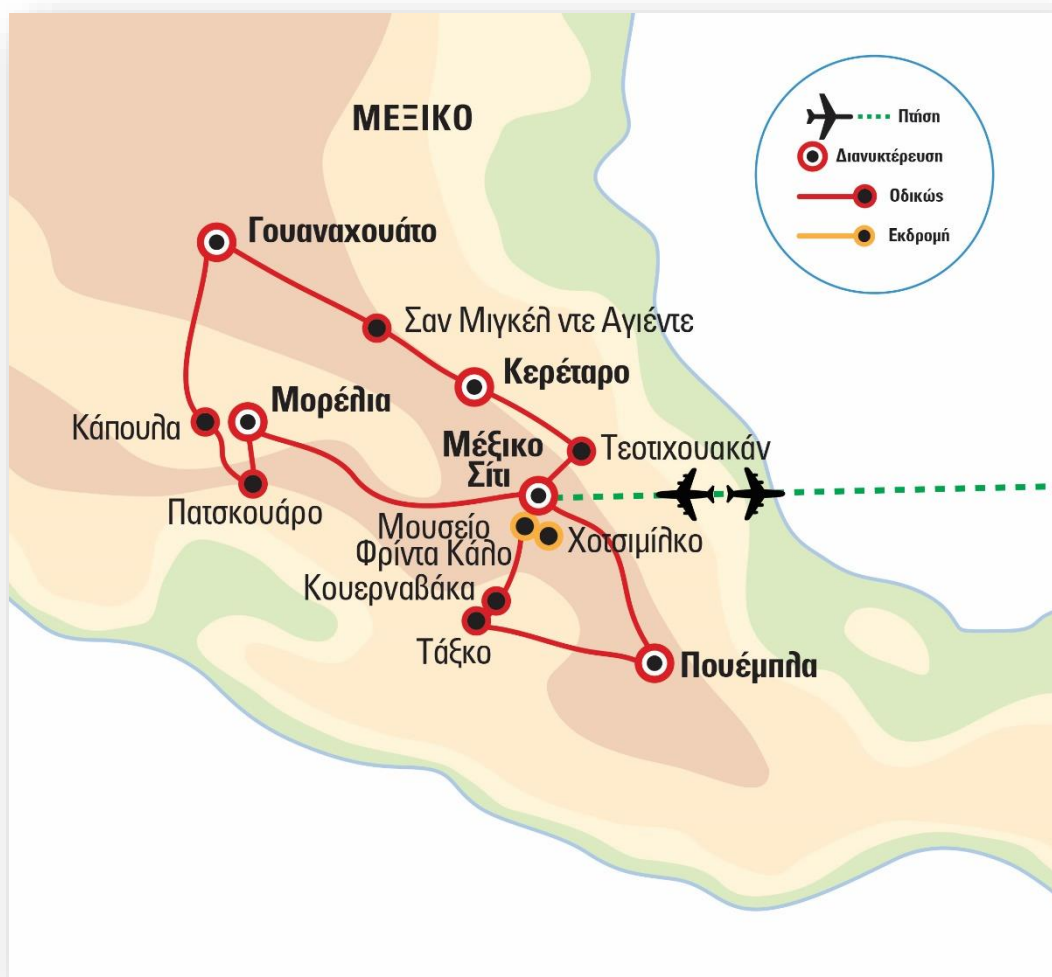 ΜΕΞΙΚΟ
Πτήση
Διανυκτέρευση
Οδικώς
Εκδρομή
Γουαναχουάτο
Σαν Μιγκέλ ντε Αγιέντε
Κερέταρο
Μορέλια
Κάπουλα
Μέξικο
Σίτι
Τεοτιχουακάν
Πατσκουάρο
Μουσείο
Φρίντα Κάλο
Χοτσιμίλκο
Κουερναβάκα
Τάξκο
Πουέμπλα